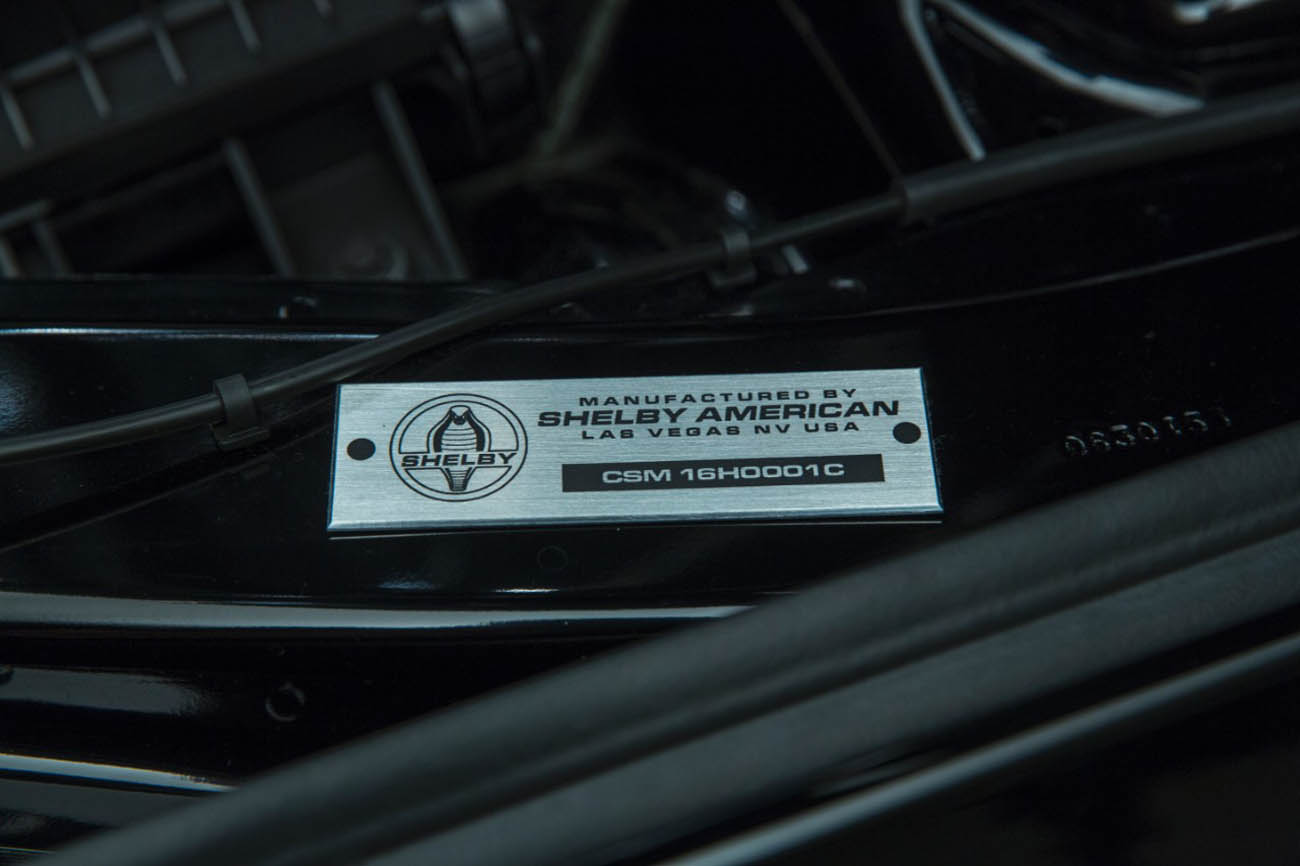 MANUFACTURED BY
SHELBY AMERICAN
LAS VEGAS NV USA
SHELBY
CSM 16H0001C